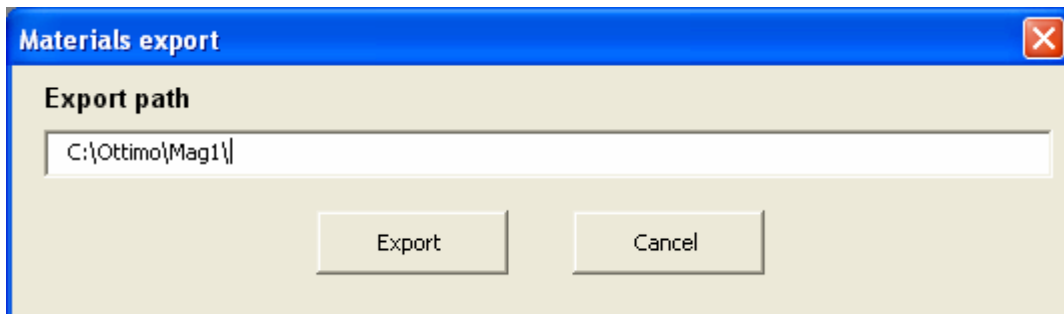 Materials export
Export path
C:\Ottimo\Mag1\
Export Cancel